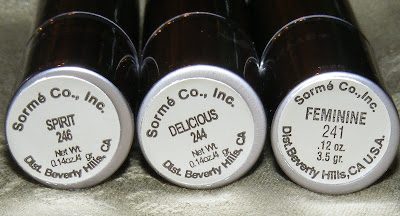 Sormé Co., Inc.
SPIRIT
246
Net Wt.
0.14oz/4 gr.
Dist. Beverly Hills, CA
Sormé Co., Inc.
DELICIOUS
244
Net Wt.
0.14oz/4 gr.
Dist. Beverly Hills, CA
Sormé Co., Inc.
FEMININE
241
.12 oz.
3.5 gr.
Dist. Beverly Hills, CA U.S.A.